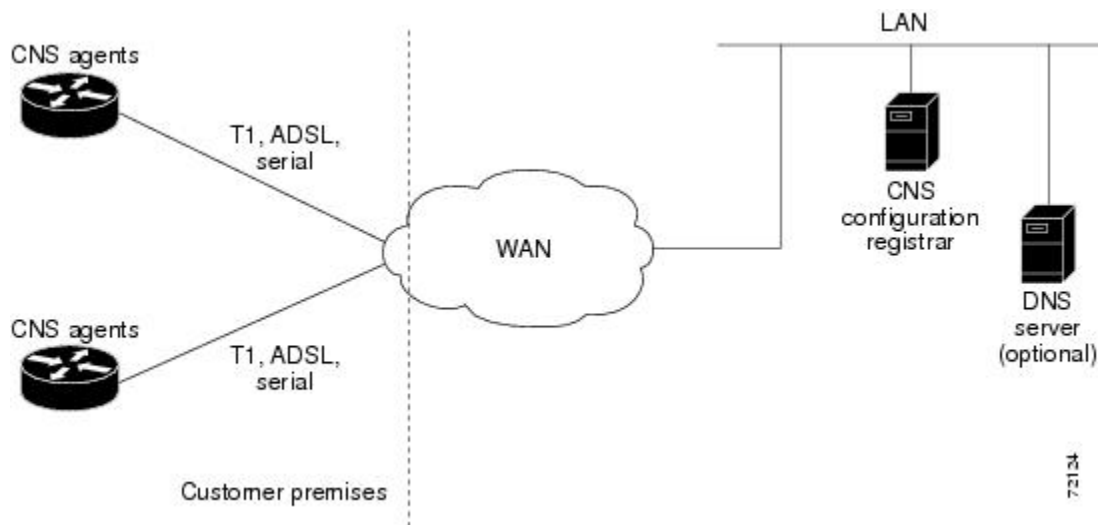 LAN
CNS agents
T1, ADSL,
serial
CNS
configuration
registrar
WAN
DNS
server
(optional)
CNS agents
T1, ADSL,
serial
Customer premises
72124